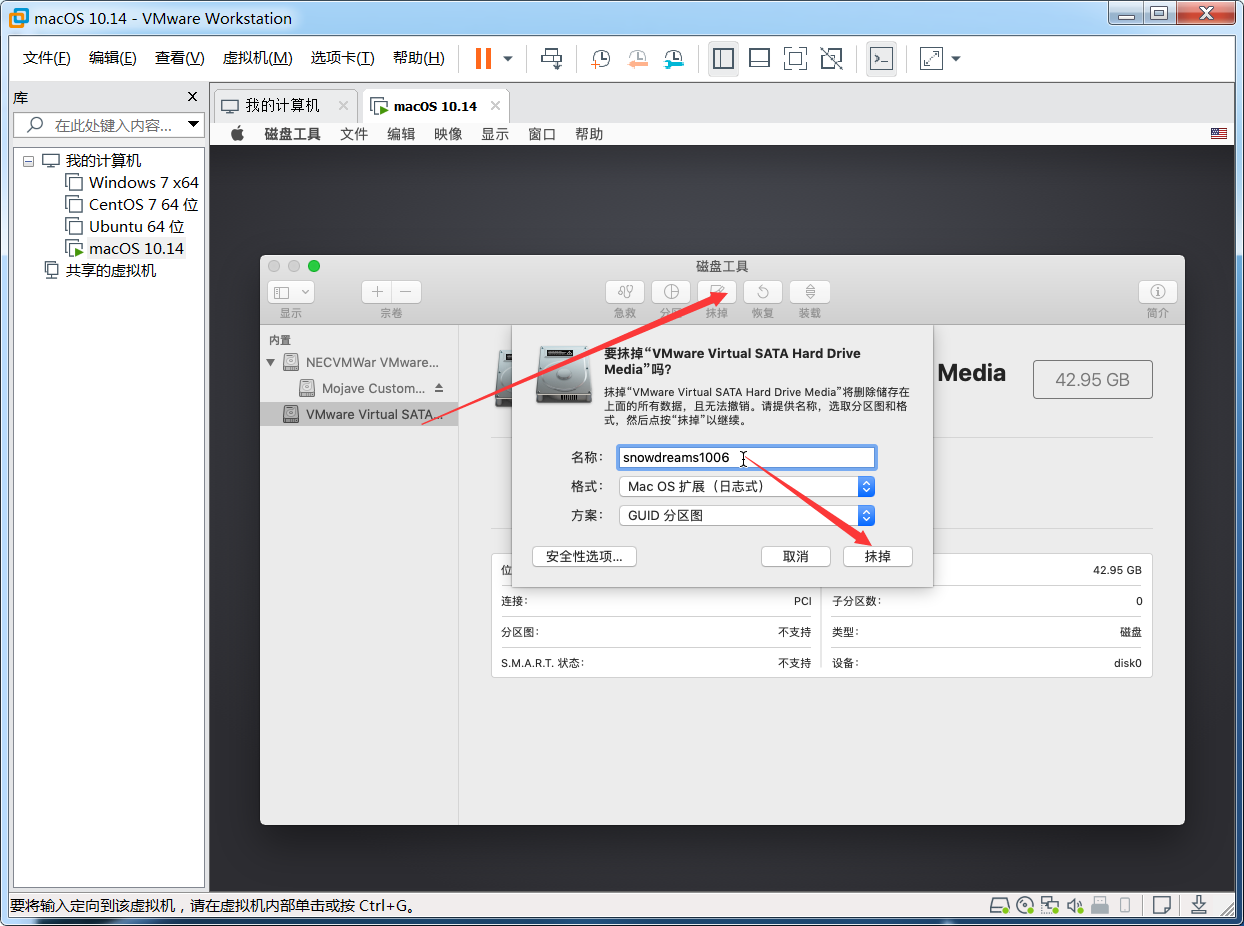 macOS 10.14 - VMware Workstation
文件(F) 编辑(E) 查看(V) 虚拟机(M) 选项卡(T) 帮助(H)
库
在此处键入内容...
我的计算机
Windows 7 x64
CentOS 7 64 位
Ubuntu 64 位
macOS 10.14
共享的虚拟机
我的计算机 macOS 10.14
磁盘工具 文件 编辑 映像 显示 窗口 帮助
磁盘工具
显示 宗卷 急救 分区 抹掉 恢复 装载 简介
内置
NECVMWar VMware...
Mojave Custom...
VMware Virtual SATA...
Media
42.95 GB
要抹掉“VMware Virtual SATA Hard Drive
Media”吗?
抹掉“VMware Virtual SATA Hard Drive Media”将删除储存在
上面的所有数据，且无法撤销。请提供名称，选取分区图和格
式，然后点按“抹掉”以继续。
名称： snowdreams1006
格式： Mac OS 扩展（日志式）
方案： GUID 分区图
安全性选项... 取消 抹掉
位
42.95 GB
连接： PCI 子分区数： 0
分区图： 不支持 类型： 磁盘
S.M.A.R.T. 状态： 不支持 设备： disk0
要将输入定向到该虚拟机，请在虚拟机内部单击或按 Ctrl+G。